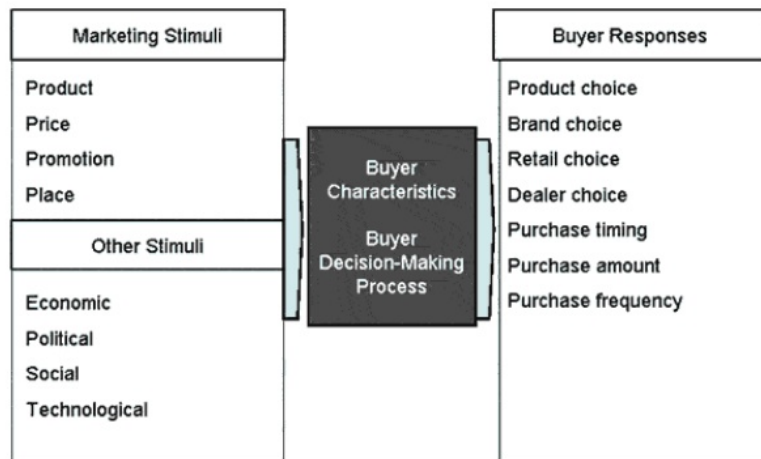 Marketing Stimuli
Product
Price
Promotion
Place
Other Stimuli
Economic
Political
Social
Technological
Buyer
Characteristics
Buyer
Decision-Making
Process
Buyer Responses
Product choice
Brand choice
Retail choice
Dealer choice
Purchase timing
Purchase amount
Purchase frequency